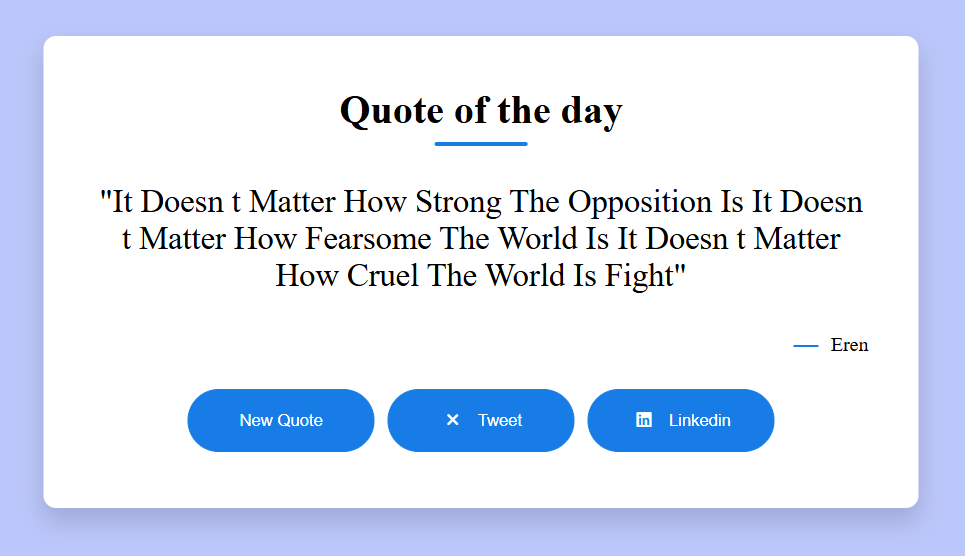 Quote of the day
"It Doesn t Matter How Strong The Opposition Is It Doesn
t Matter How Fearsome The World Is It Doesn t Matter
How Cruel The World Is Fight"
Eren
New Quote
Tweet
Linkedin